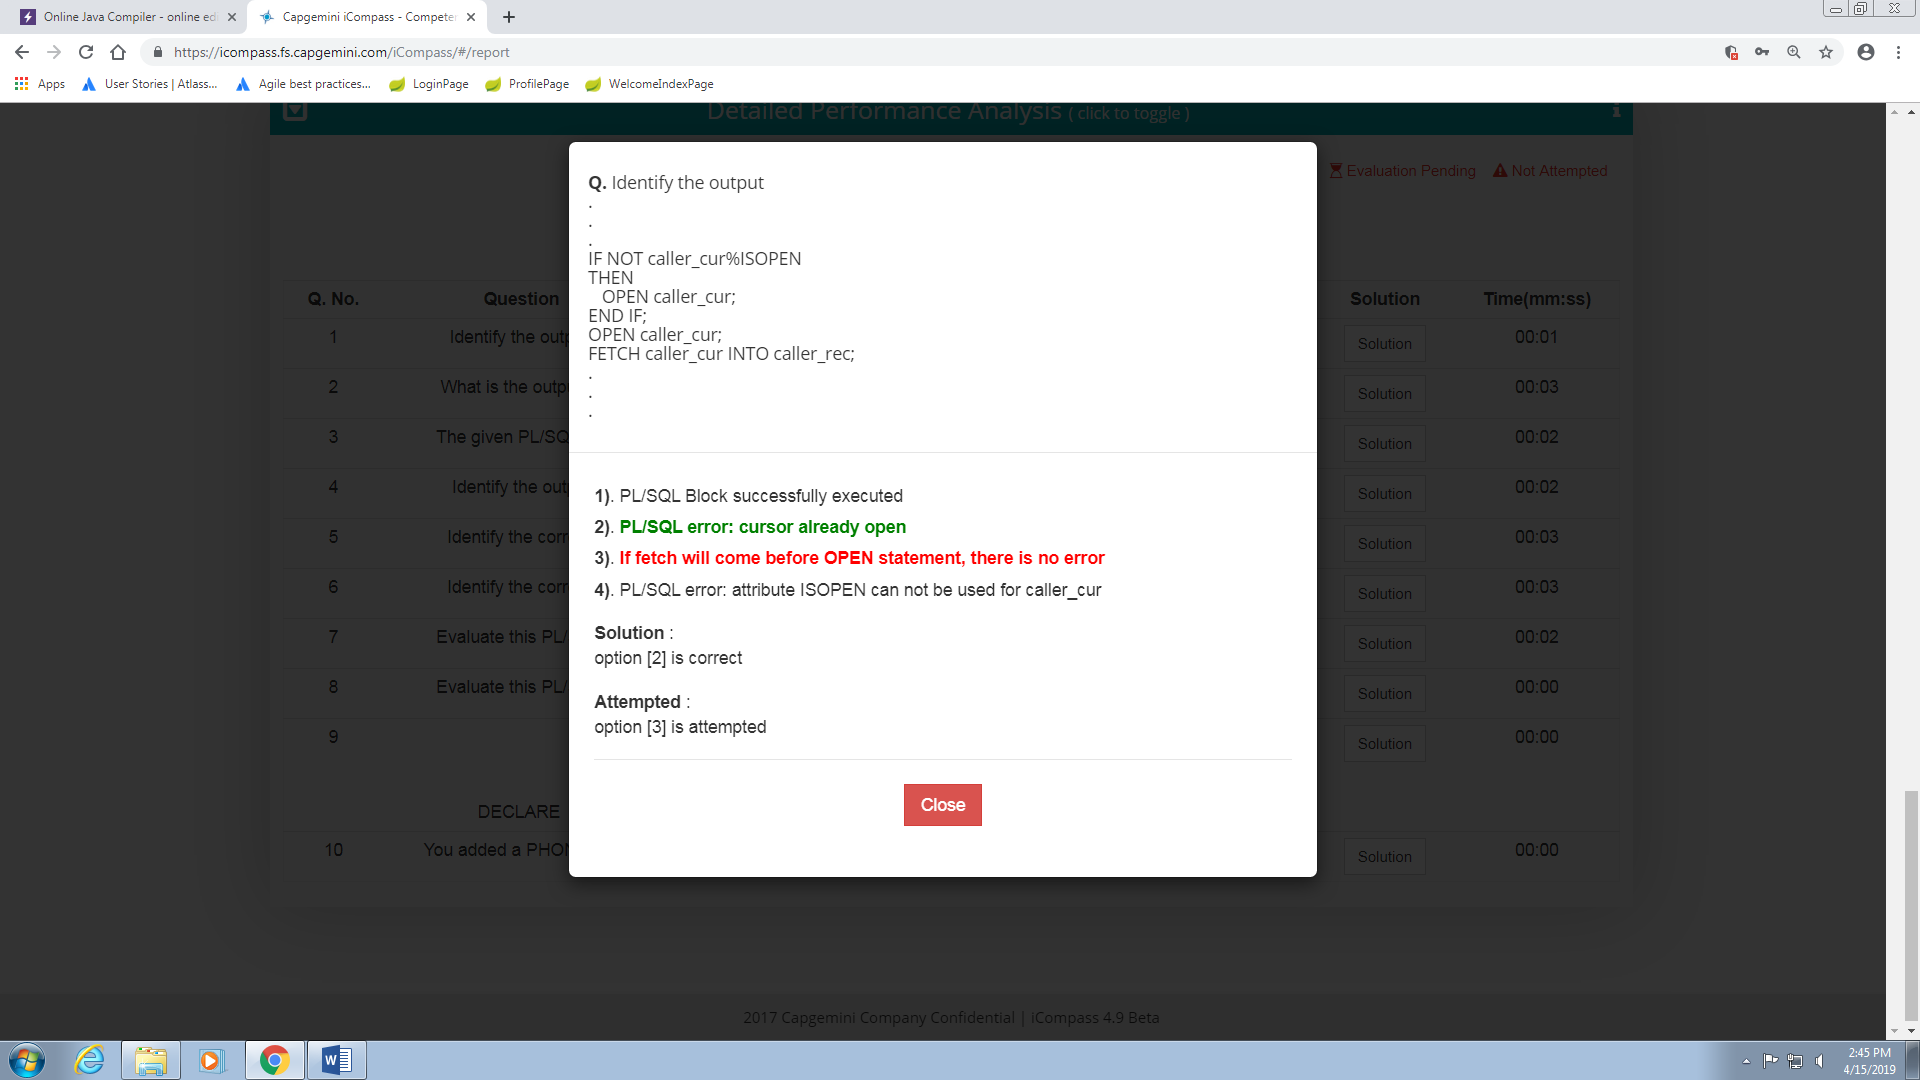 Online Java Compiler - online ed
Capgemini iCompass - Compete
https://icompass.fs.capgemini.com/iCompass/#/report
Apps
User Stories | Atlass...
Agile best practices...
LoginPage
ProfilePage
WelcomeIndexPage
Detailed Performance Analysis ( click to toggle )
Evaluation Pending
Not Attempted
Q. Identify the output
.
.
.
IF NOT caller_cur%ISOPEN
THEN
OPEN caller_cur;
END IF;
OPEN caller_cur;
FETCH caller_cur INTO caller_rec;
.
.
.
1). PL/SQL Block successfully executed
2). PL/SQL error: cursor already open
3). If fetch will come before OPEN statement, there is no error
4). PL/SQL error: attribute ISOPEN can not be used for caller_cur
Solution :
option [2] is correct
Attempted :
option [3] is attempted
Close
Q. No. Question Solution Time(mm:ss)
1 Identify the out Solution 00:01
2 What is the outp Solution 00:03
3 The given PL/SQ Solution 00:02
4 Identify the out Solution 00:02
5 Identify the corr Solution 00:03
6 Identify the corr Solution 00:03
7 Evaluate this PL/ Solution 00:02
8 Evaluate this PL/ Solution 00:00
9 Solution 00:00
DECLARE
10 You added a PHO Solution 00:00
2017 Capgemini Company Confidential | iCompass 4.9 Beta
2:45 PM
4/15/2019